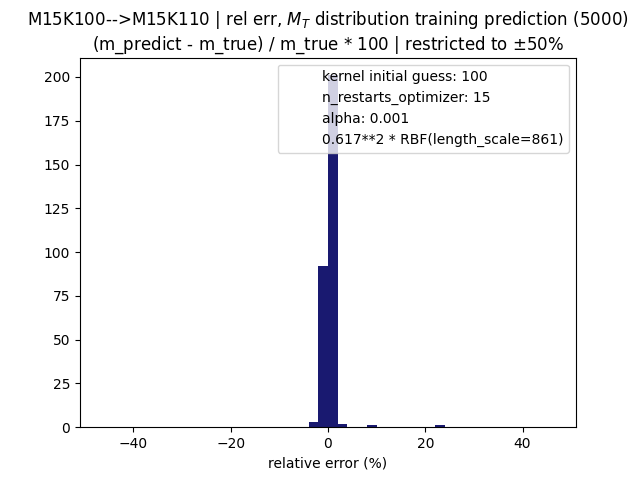 M15K100-->M15K110 | rel err, M_T distribution training prediction (5000)
(m_predict - m_true) / m_true * 100 | restricted to ±50%
kernel initial guess: 100
n_restarts_optimizer: 15
alpha: 0.001
0.617**2 * RBF(length_scale=861)
200
175
150
125
100
75
50
25
0
−40 −20 0 20 40
relative error (%)